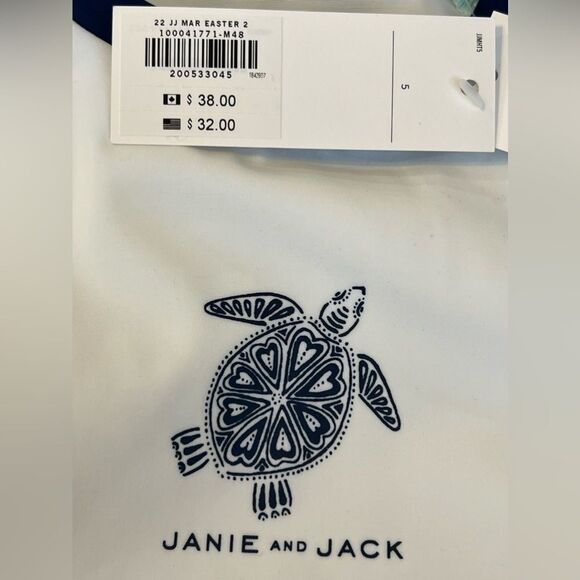 22 JJ MAR EASTER 2
100041771-M48
200533045
$ 38.00
$ 32.00
5
JANIE AND JACK